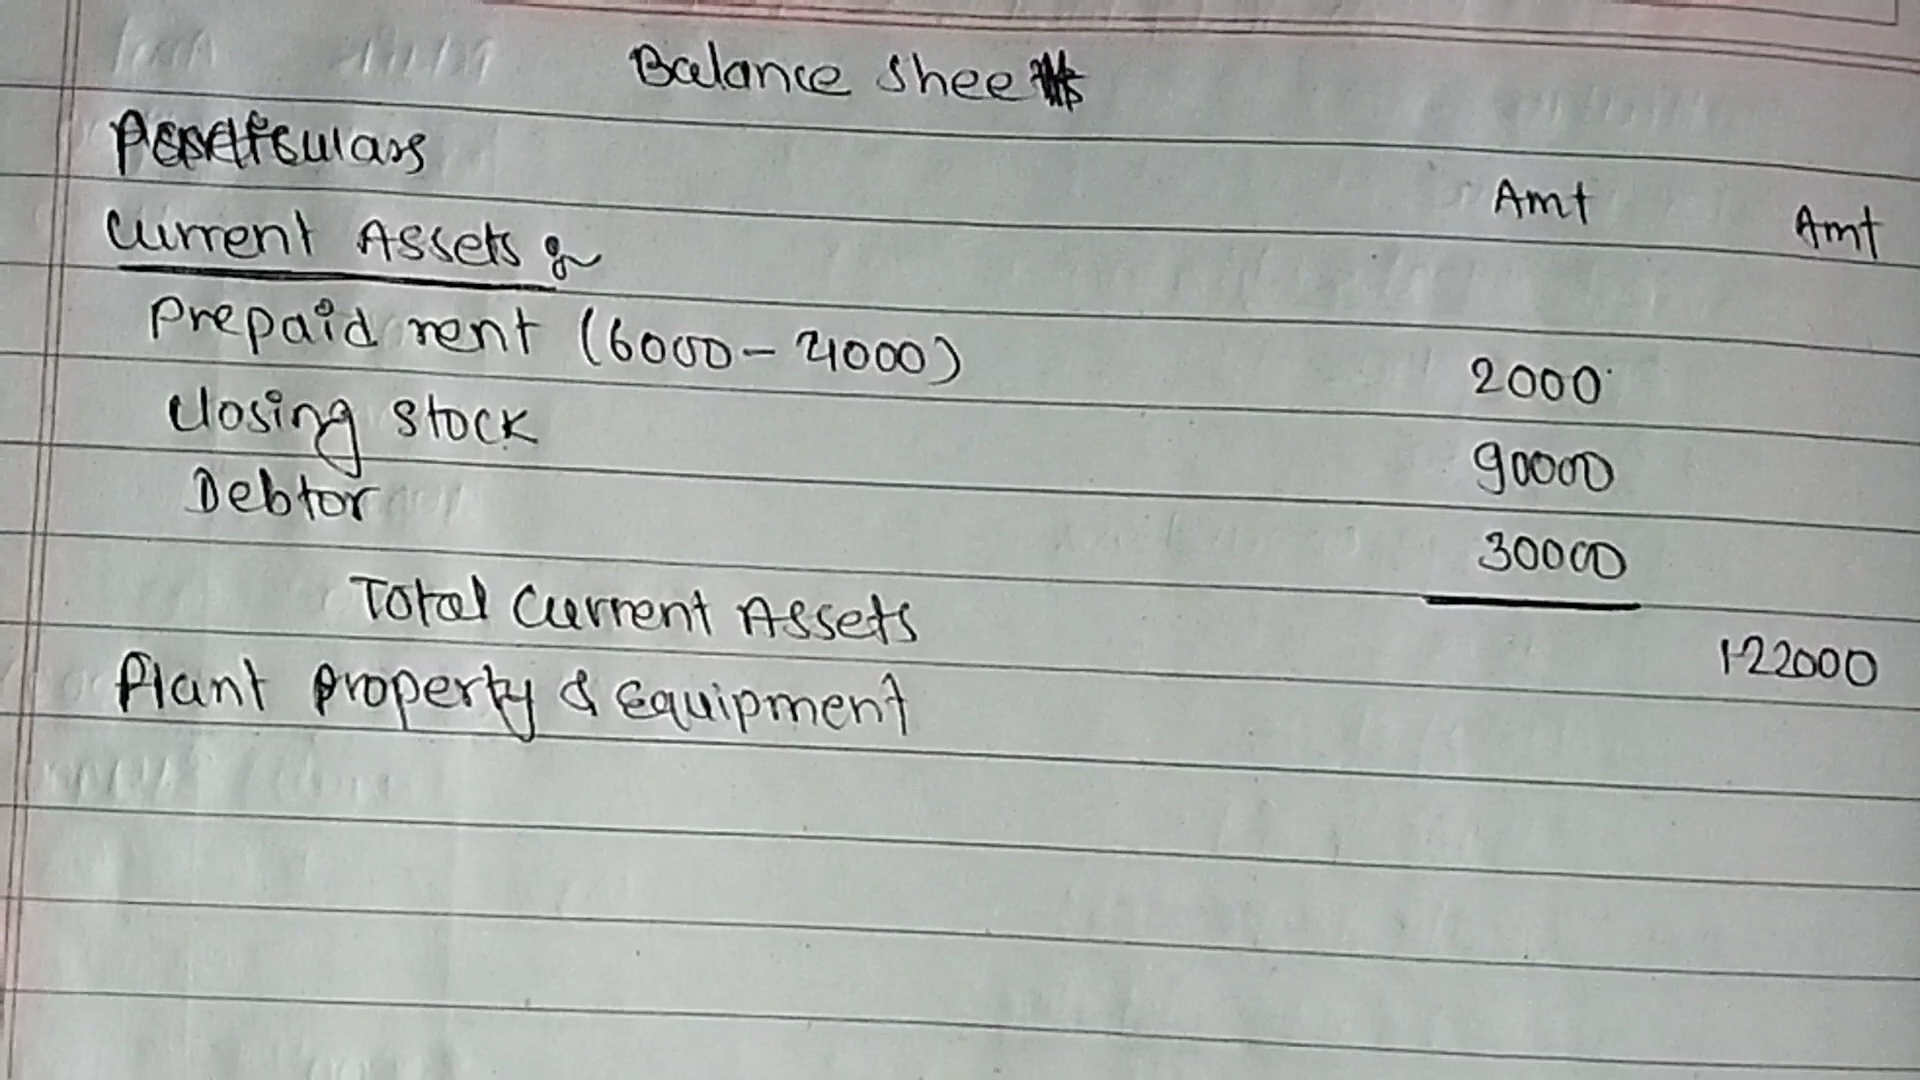 Balance sheet
Particulars Amt Amt
Current Assets :-
Prepaid rent (6000 - 4000) 2000
Closing stock 90000
Debtor 30000
Total Current Assets 122000
Plant Property & Equipment